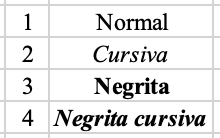 1 Normal
2 Cursiva
3 Negrita
4 Negrita cursiva